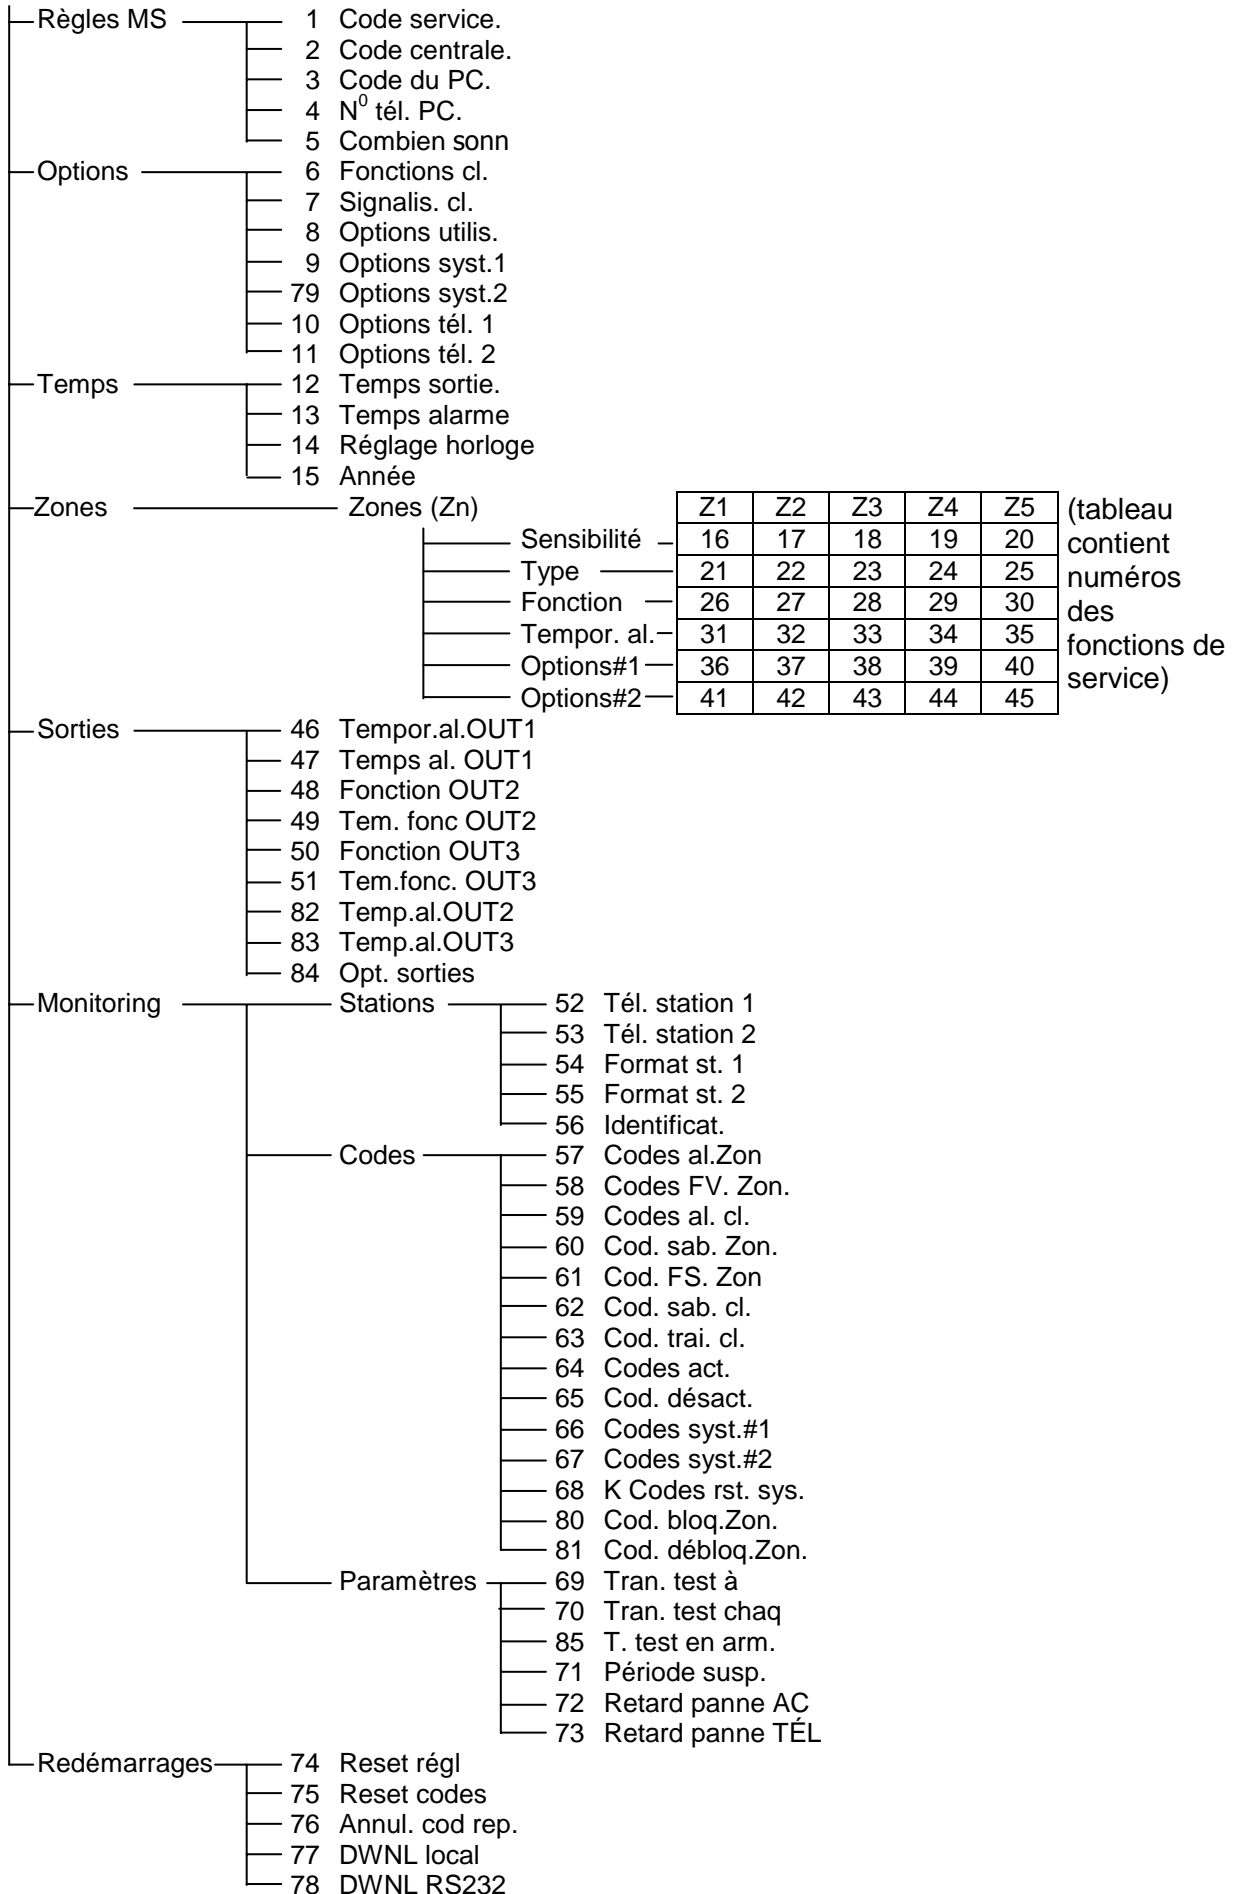 Règles MS 1 Code service.
2 Code centrale.
3 Code du PC.
4 N⁰ tél. PC.
5 Combien sonn
Options 6 Fonctions cl.
7 Signalis. cl.
8 Options utilis.
9 Options syst.1
79 Options syst.2
10 Options tél. 1
11 Options tél. 2
Temps 12 Temps sortie.
13 Temps alarme
14 Réglage horloge
15 Année
Zones Zones (Zn) Z1 Z2 Z3 Z4 Z5 (tableau
Sensibilité 16 17 18 19 20 contient
Type 21 22 23 24 25 numéros
Fonction 26 27 28 29 30 des
Tempor. al. 31 32 33 34 35 fonctions de
Options#1 36 37 38 39 40 service)
Options#2 41 42 43 44 45
Sorties 46 Tempor.al.OUT1
47 Temps al. OUT1
48 Fonction OUT2
49 Tem. fonc OUT2
50 Fonction OUT3
51 Tem.fonc. OUT3
82 Temp.al.OUT2
83 Temp.al.OUT3
84 Opt. sorties
Monitoring Stations 52 Tél. station 1
53 Tél. station 2
54 Format st. 1
55 Format st. 2
56 Identificat.
Codes 57 Codes al.Zon
58 Codes FV. Zon.
59 Codes al. cl.
60 Cod. sab. Zon.
61 Cod. FS. Zon
62 Cod. sab. cl.
63 Cod. trai. cl.
64 Codes act.
65 Cod. désact.
66 Codes syst.#1
67 Codes syst.#2
68 K Codes rst. sys.
80 Cod. bloq.Zon.
81 Cod. débloq.Zon.
Paramètres 69 Tran. test à
70 Tran. test chaq
85 T. test en arm.
71 Période susp.
72 Retard panne AC
73 Retard panne TÉL
Redémarrages 74 Reset régl
75 Reset codes
76 Annul. cod rep.
77 DWNL local
78 DWNL RS232